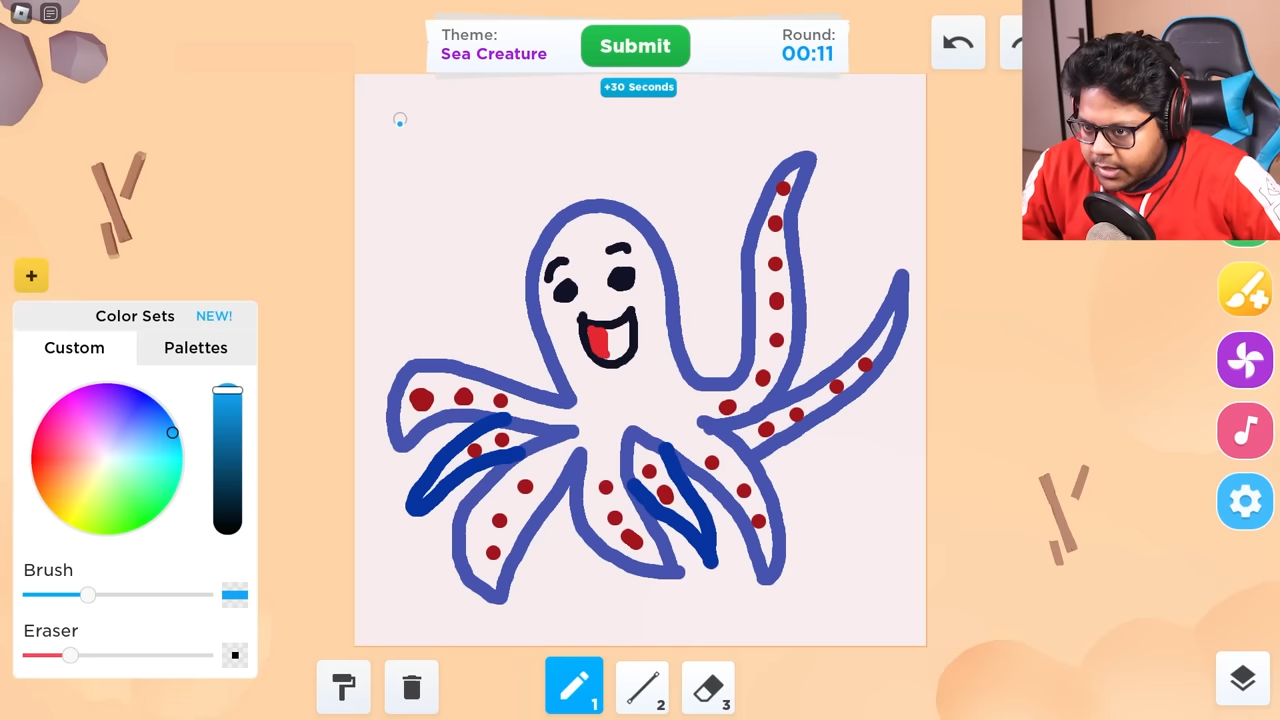 Theme:
Sea Creature
Submit
Round:
00:11
+30 Seconds
+
Color Sets NEW!
Custom
Palettes
Brush
Eraser
1
2
3